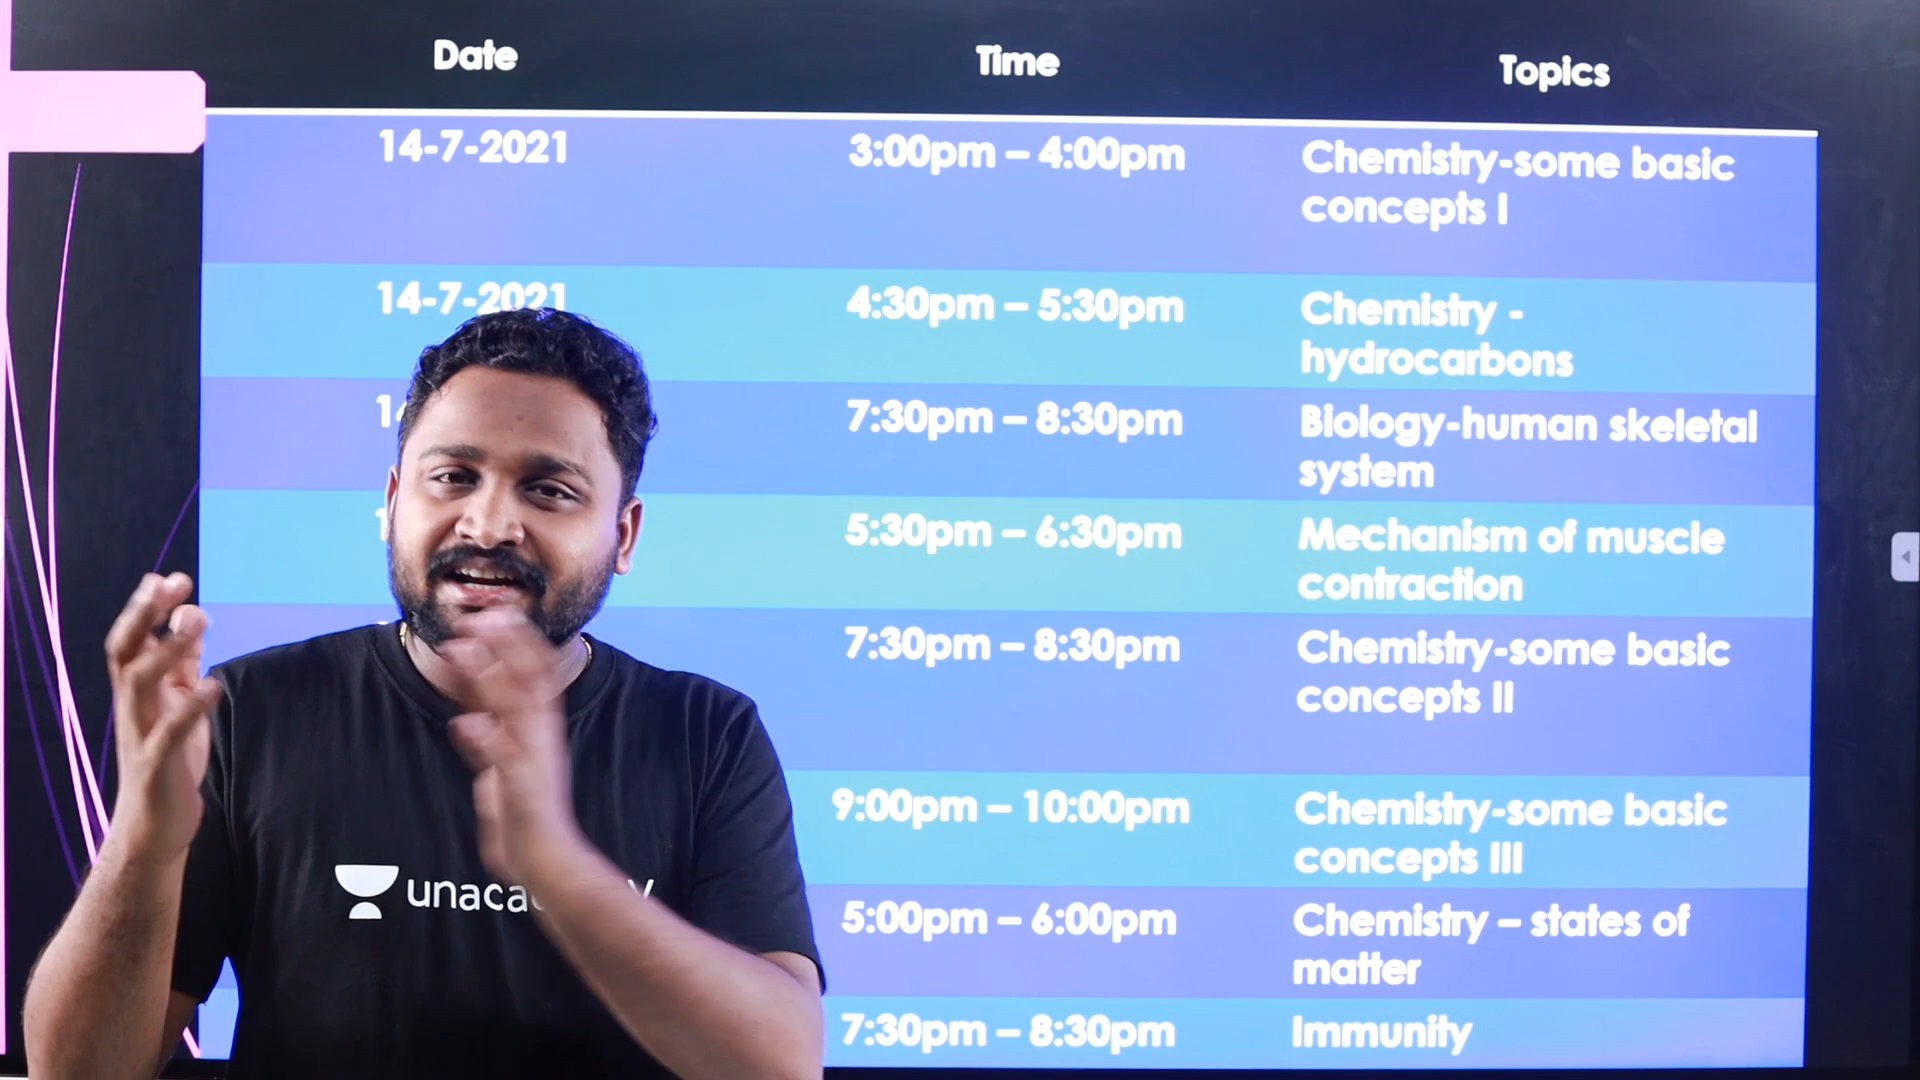 Date Time Topics
14-7-2021 3:00pm – 4:00pm Chemistry-some basic
concepts I
14-7-2021 4:30pm – 5:30pm Chemistry -
hydrocarbons
7:30pm – 8:30pm Biology-human skeletal
system
5:30pm – 6:30pm Mechanism of muscle
contraction
7:30pm – 8:30pm Chemistry-some basic
concepts II
9:00pm – 10:00pm Chemistry-some basic
concepts III
5:00pm – 6:00pm Chemistry – states of
matter
7:30pm – 8:30pm Immunity